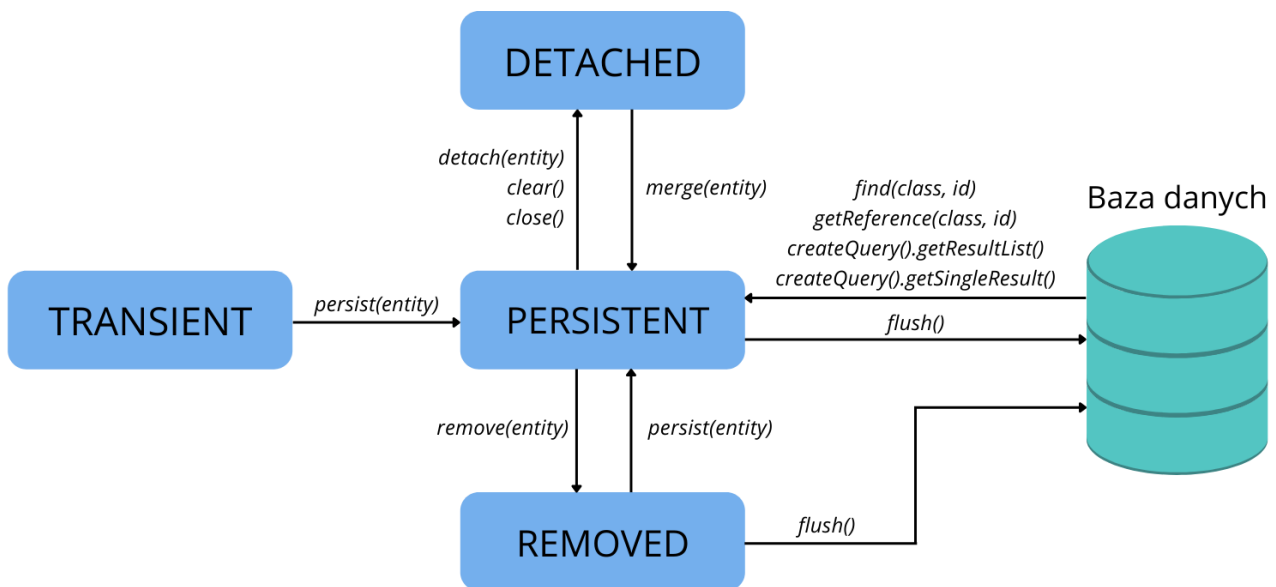 DETACHED
detach(entity)
clear()
close()
merge(entity)
find(class, id)
getReference(class, id)
createQuery().getResultList()
createQuery().getSingleResult()
Baza danych
TRANSIENT
persist(entity)
PERSISTENT
flush()
remove(entity)
persist(entity)
REMOVED
flush()